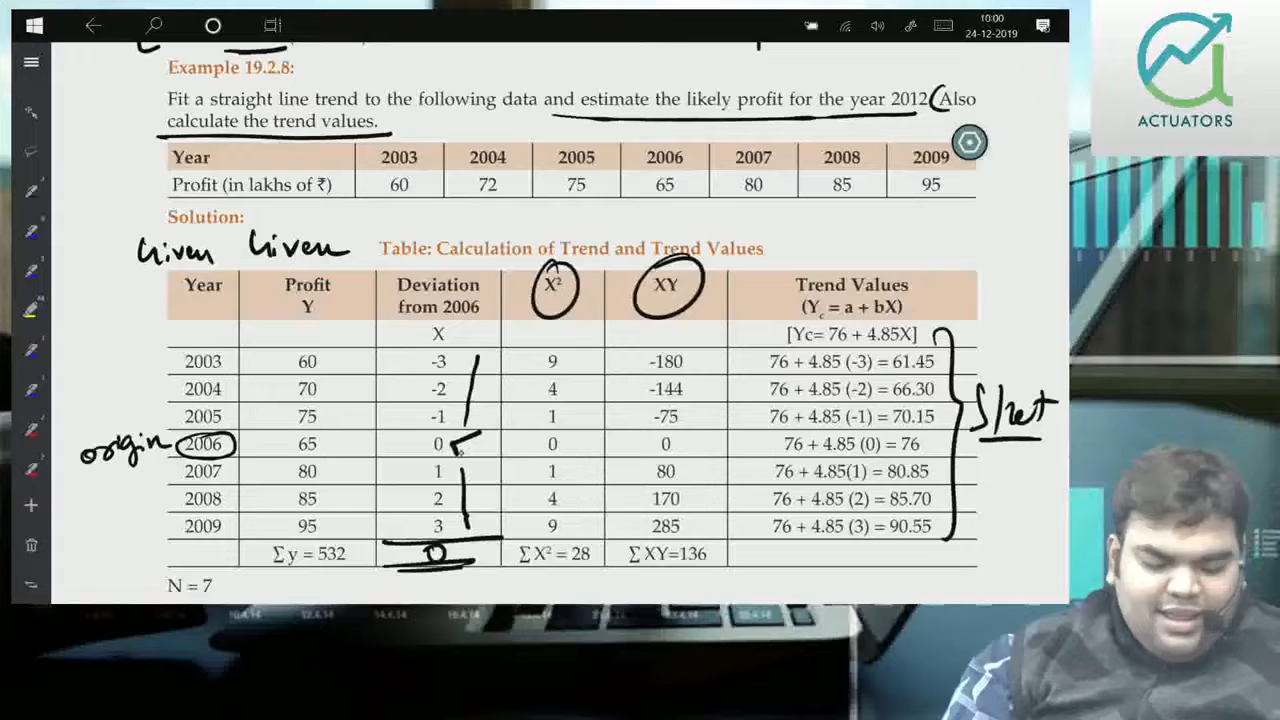 10:00
24-12-2019
Example 19.2.8:
Fit a straight line trend to the following data and estimate the likely profit for the year 2012. Also
calculate the trend values.
Year 2003 2004 2005 2006 2007 2008 2009
Profit (in lakhs of ₹) 60 72 75 65 80 85 95
Solution:
Given Given Table: Calculation of Trend and Trend Values
Year Profit Deviation X² XY Trend Values
Y from 2006 (Yc = a + bX)
X [Yc= 76 + 4.85X]
2003 60 -3 9 -180 76 + 4.85 (-3) = 61.45
2004 70 -2 4 -144 76 + 4.85 (-2) = 66.30
2005 75 -1 1 -75 76 + 4.85 (-1) = 70.15
origin 2006 65 0 0 0 76 + 4.85 (0) = 76
2007 80 1 1 80 76 + 4.85(1) = 80.85
2008 85 2 4 170 76 + 4.85 (2) = 85.70
2009 95 3 9 285 76 + 4.85 (3) = 90.55
∑ y = 532 0 ∑ X² = 28 ∑ XY=136
N = 7
ACTUATORS